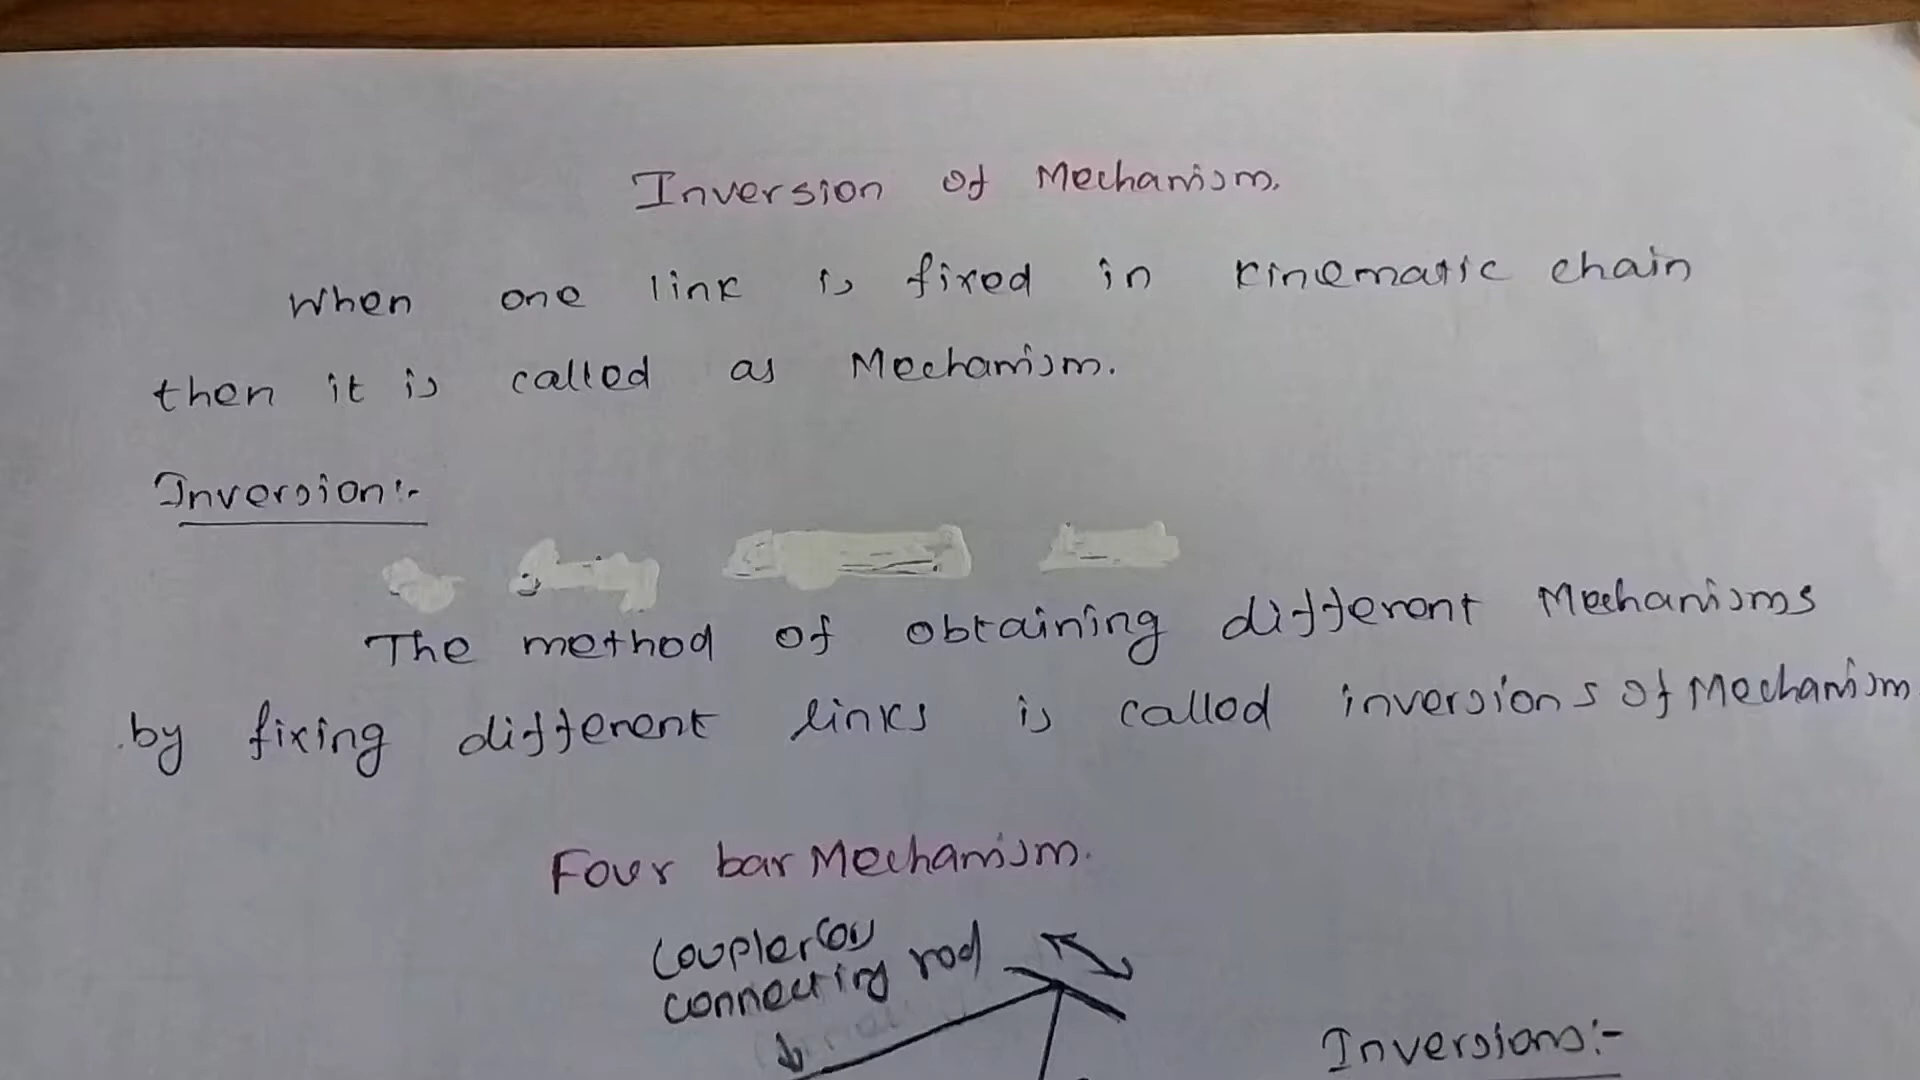 Inversion of Mechanism.
When one link is fixed in kinematic chain
then it is called as Mechanism.
Inversion:-
The method of obtaining different Mechanisms
by fixing different links is called inversions of Mechanism
Four bar Mechanism.
Coupler (or)
connecting rod
Inversions:-